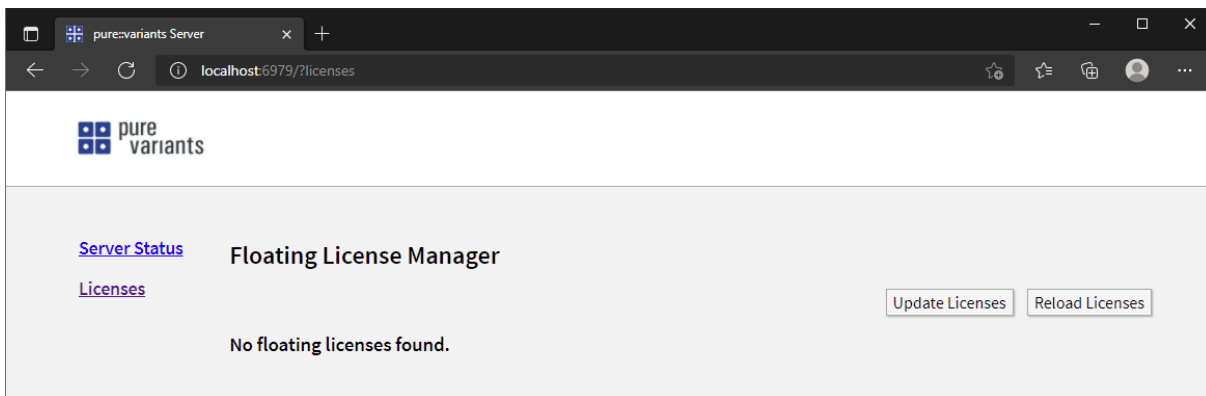 pure::variants Server
localhost:6979/?licenses
pure
variants
Server Status
Floating License Manager
Licenses
Update Licenses
Reload Licenses
No floating licenses found.